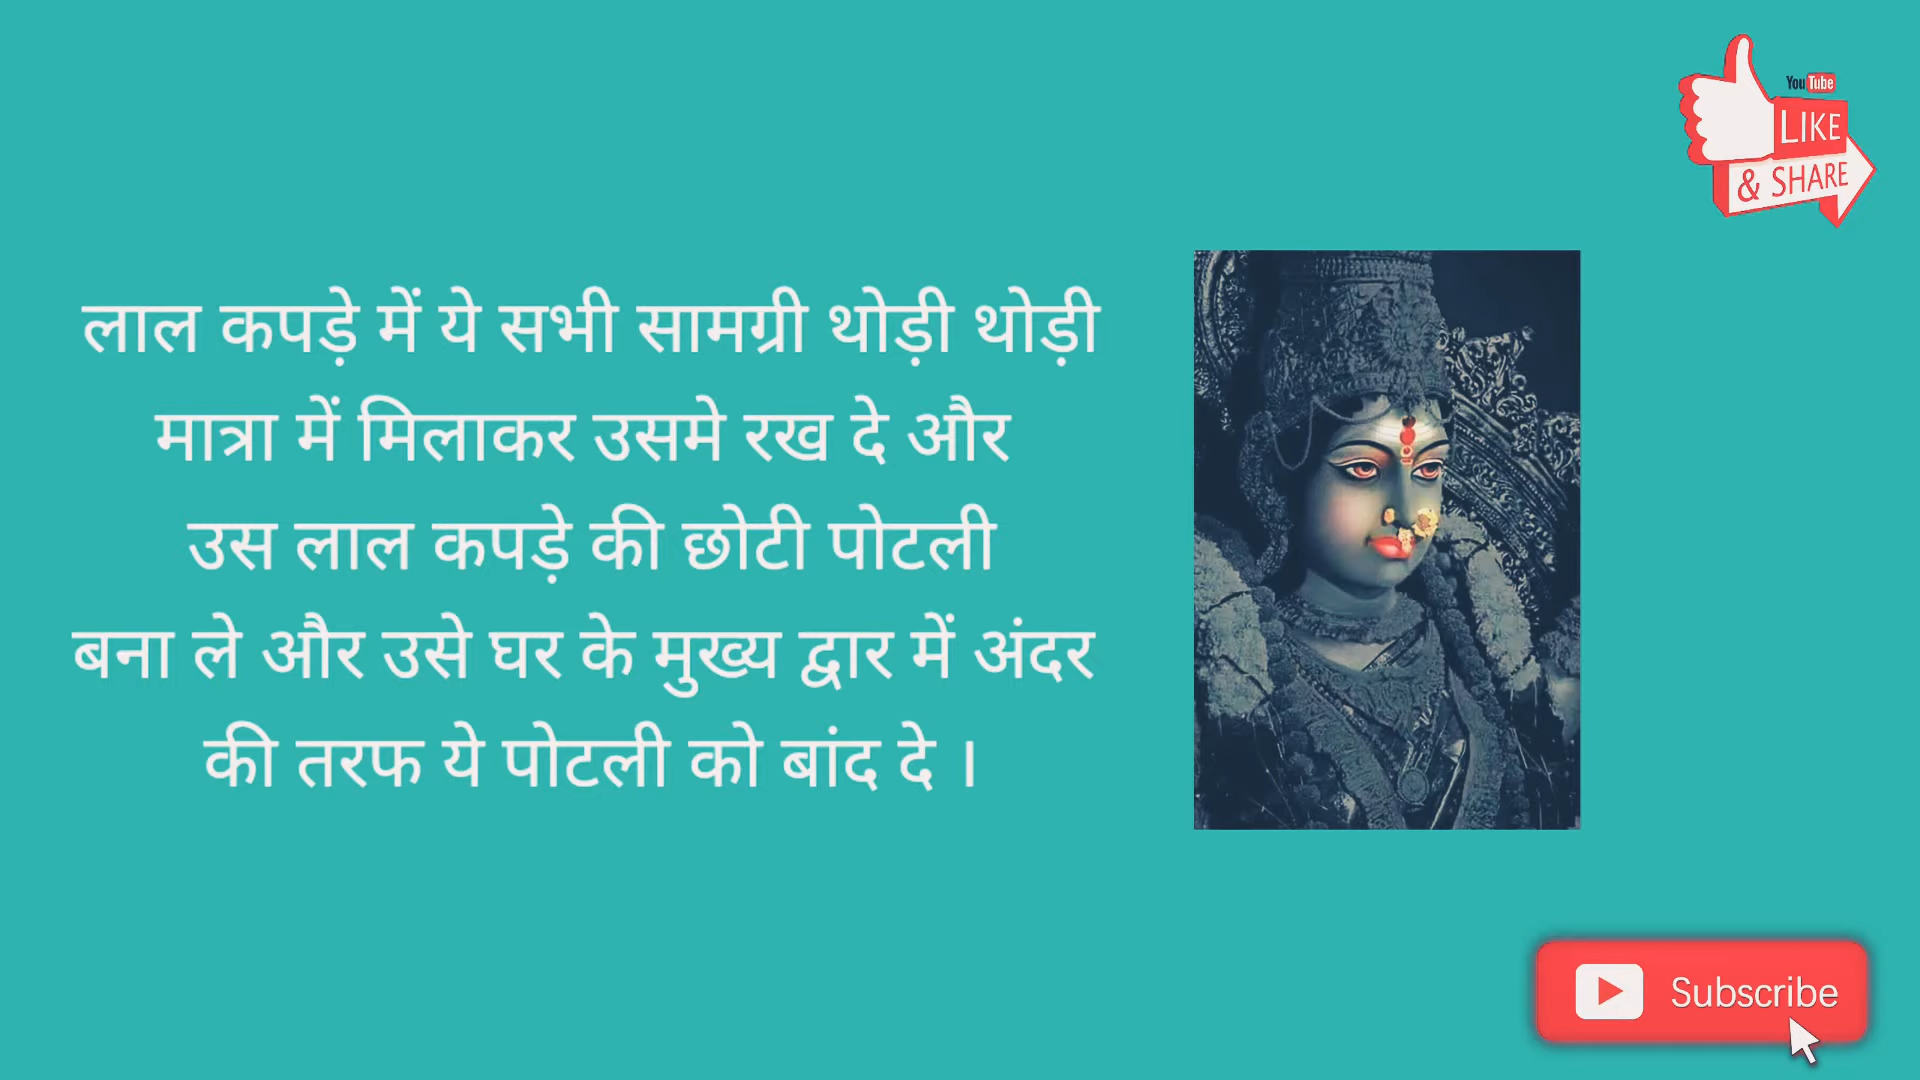 YouTube
LIKE
& SHARE
लाल कपड़े में ये सभी सामग्री थोड़ी थोड़ी
मात्रा में मिलाकर उसमे रख दे और
उस लाल कपड़े की छोटी पोटली
बना ले और उसे घर के मुख्य द्वार में अंदर
की तरफ ये पोटली को बांद दे ।
Subscribe